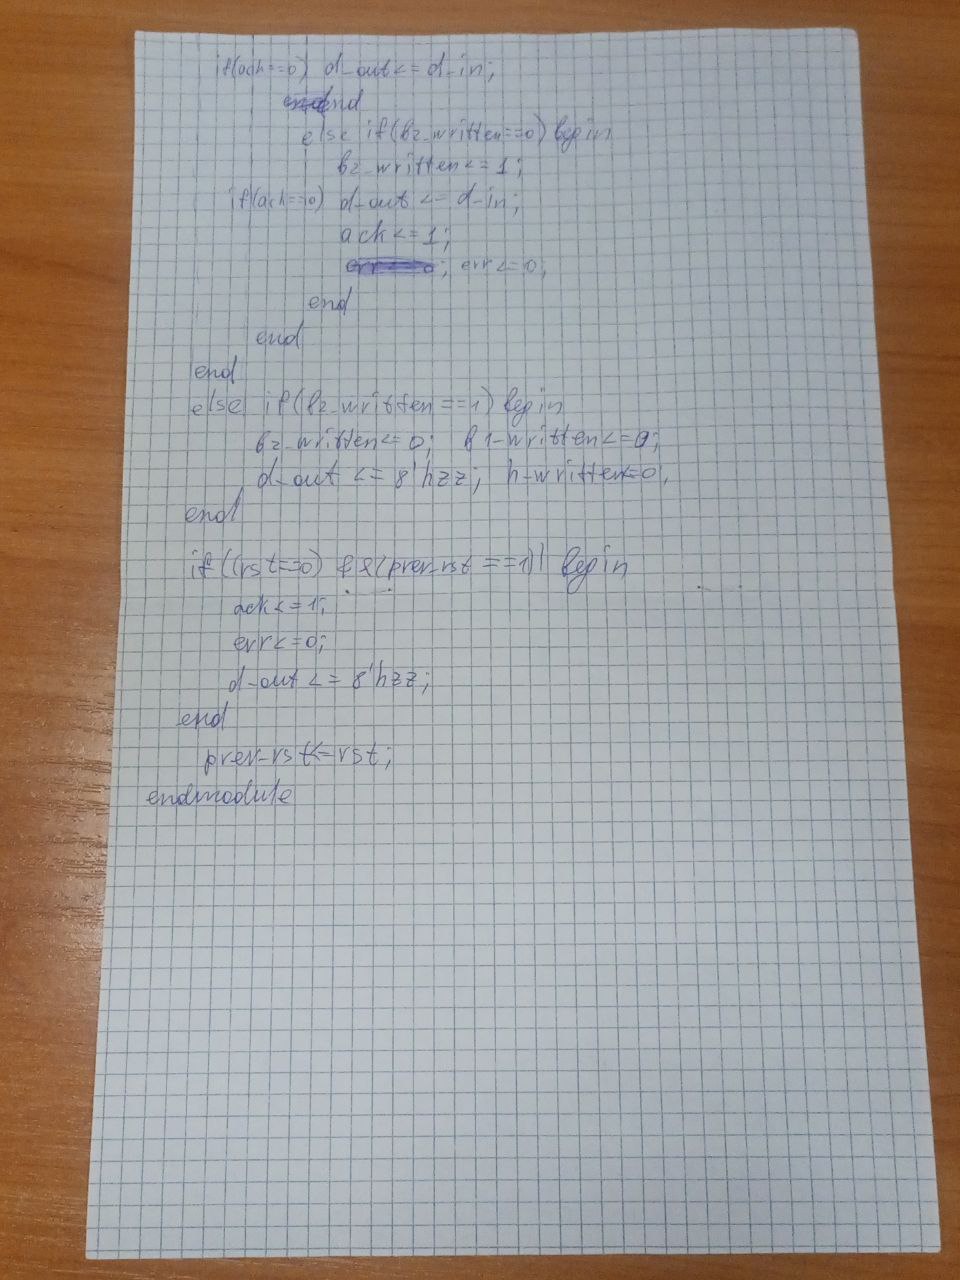 if(ack==0) d_out<= d_in;
end
else if(b2_written==0) begin
b2_written<= 1;
if(ack==0) d_out <= d_in;
ack<=1;
; err<=0;
end
end
end
else if(b2_written==1) begin
b2_written<= 0; b1_written<=0;
d_out <= 8'hzz; h_written=0;
end
if((rst==0) &&(prev_rst ==1)) begin
ack<=1;
err<=0;
d_out <= 8'hzz;
end
prev_rst<=rst;
endmodule